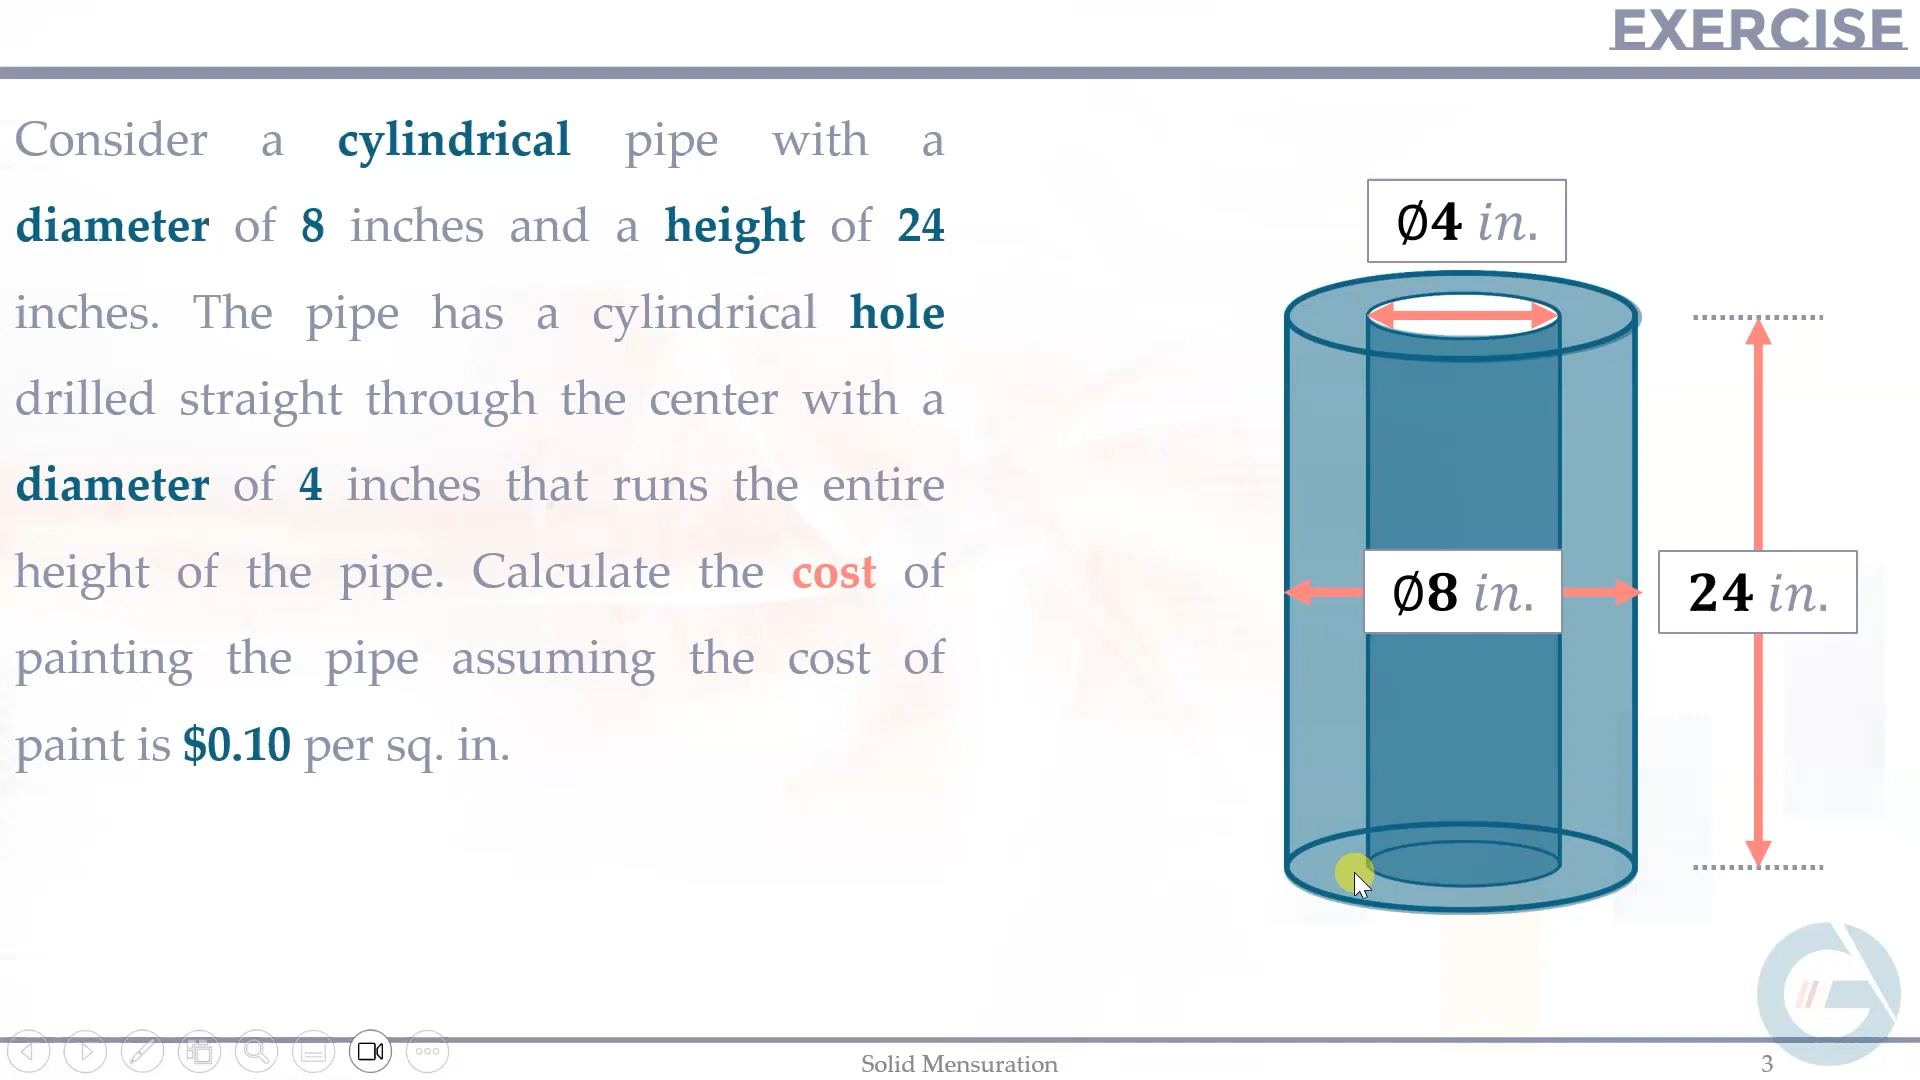 EXERCISE
Consider a cylindrical pipe with a
diameter of 8 inches and a height of 24
inches. The pipe has a cylindrical hole
drilled straight through the center with a
diameter of 4 inches that runs the entire
height of the pipe. Calculate the cost of
painting the pipe assuming the cost of
paint is $0.10 per sq. in.
∅4 in.
∅8 in.
24 in.
Solid Mensuration
3